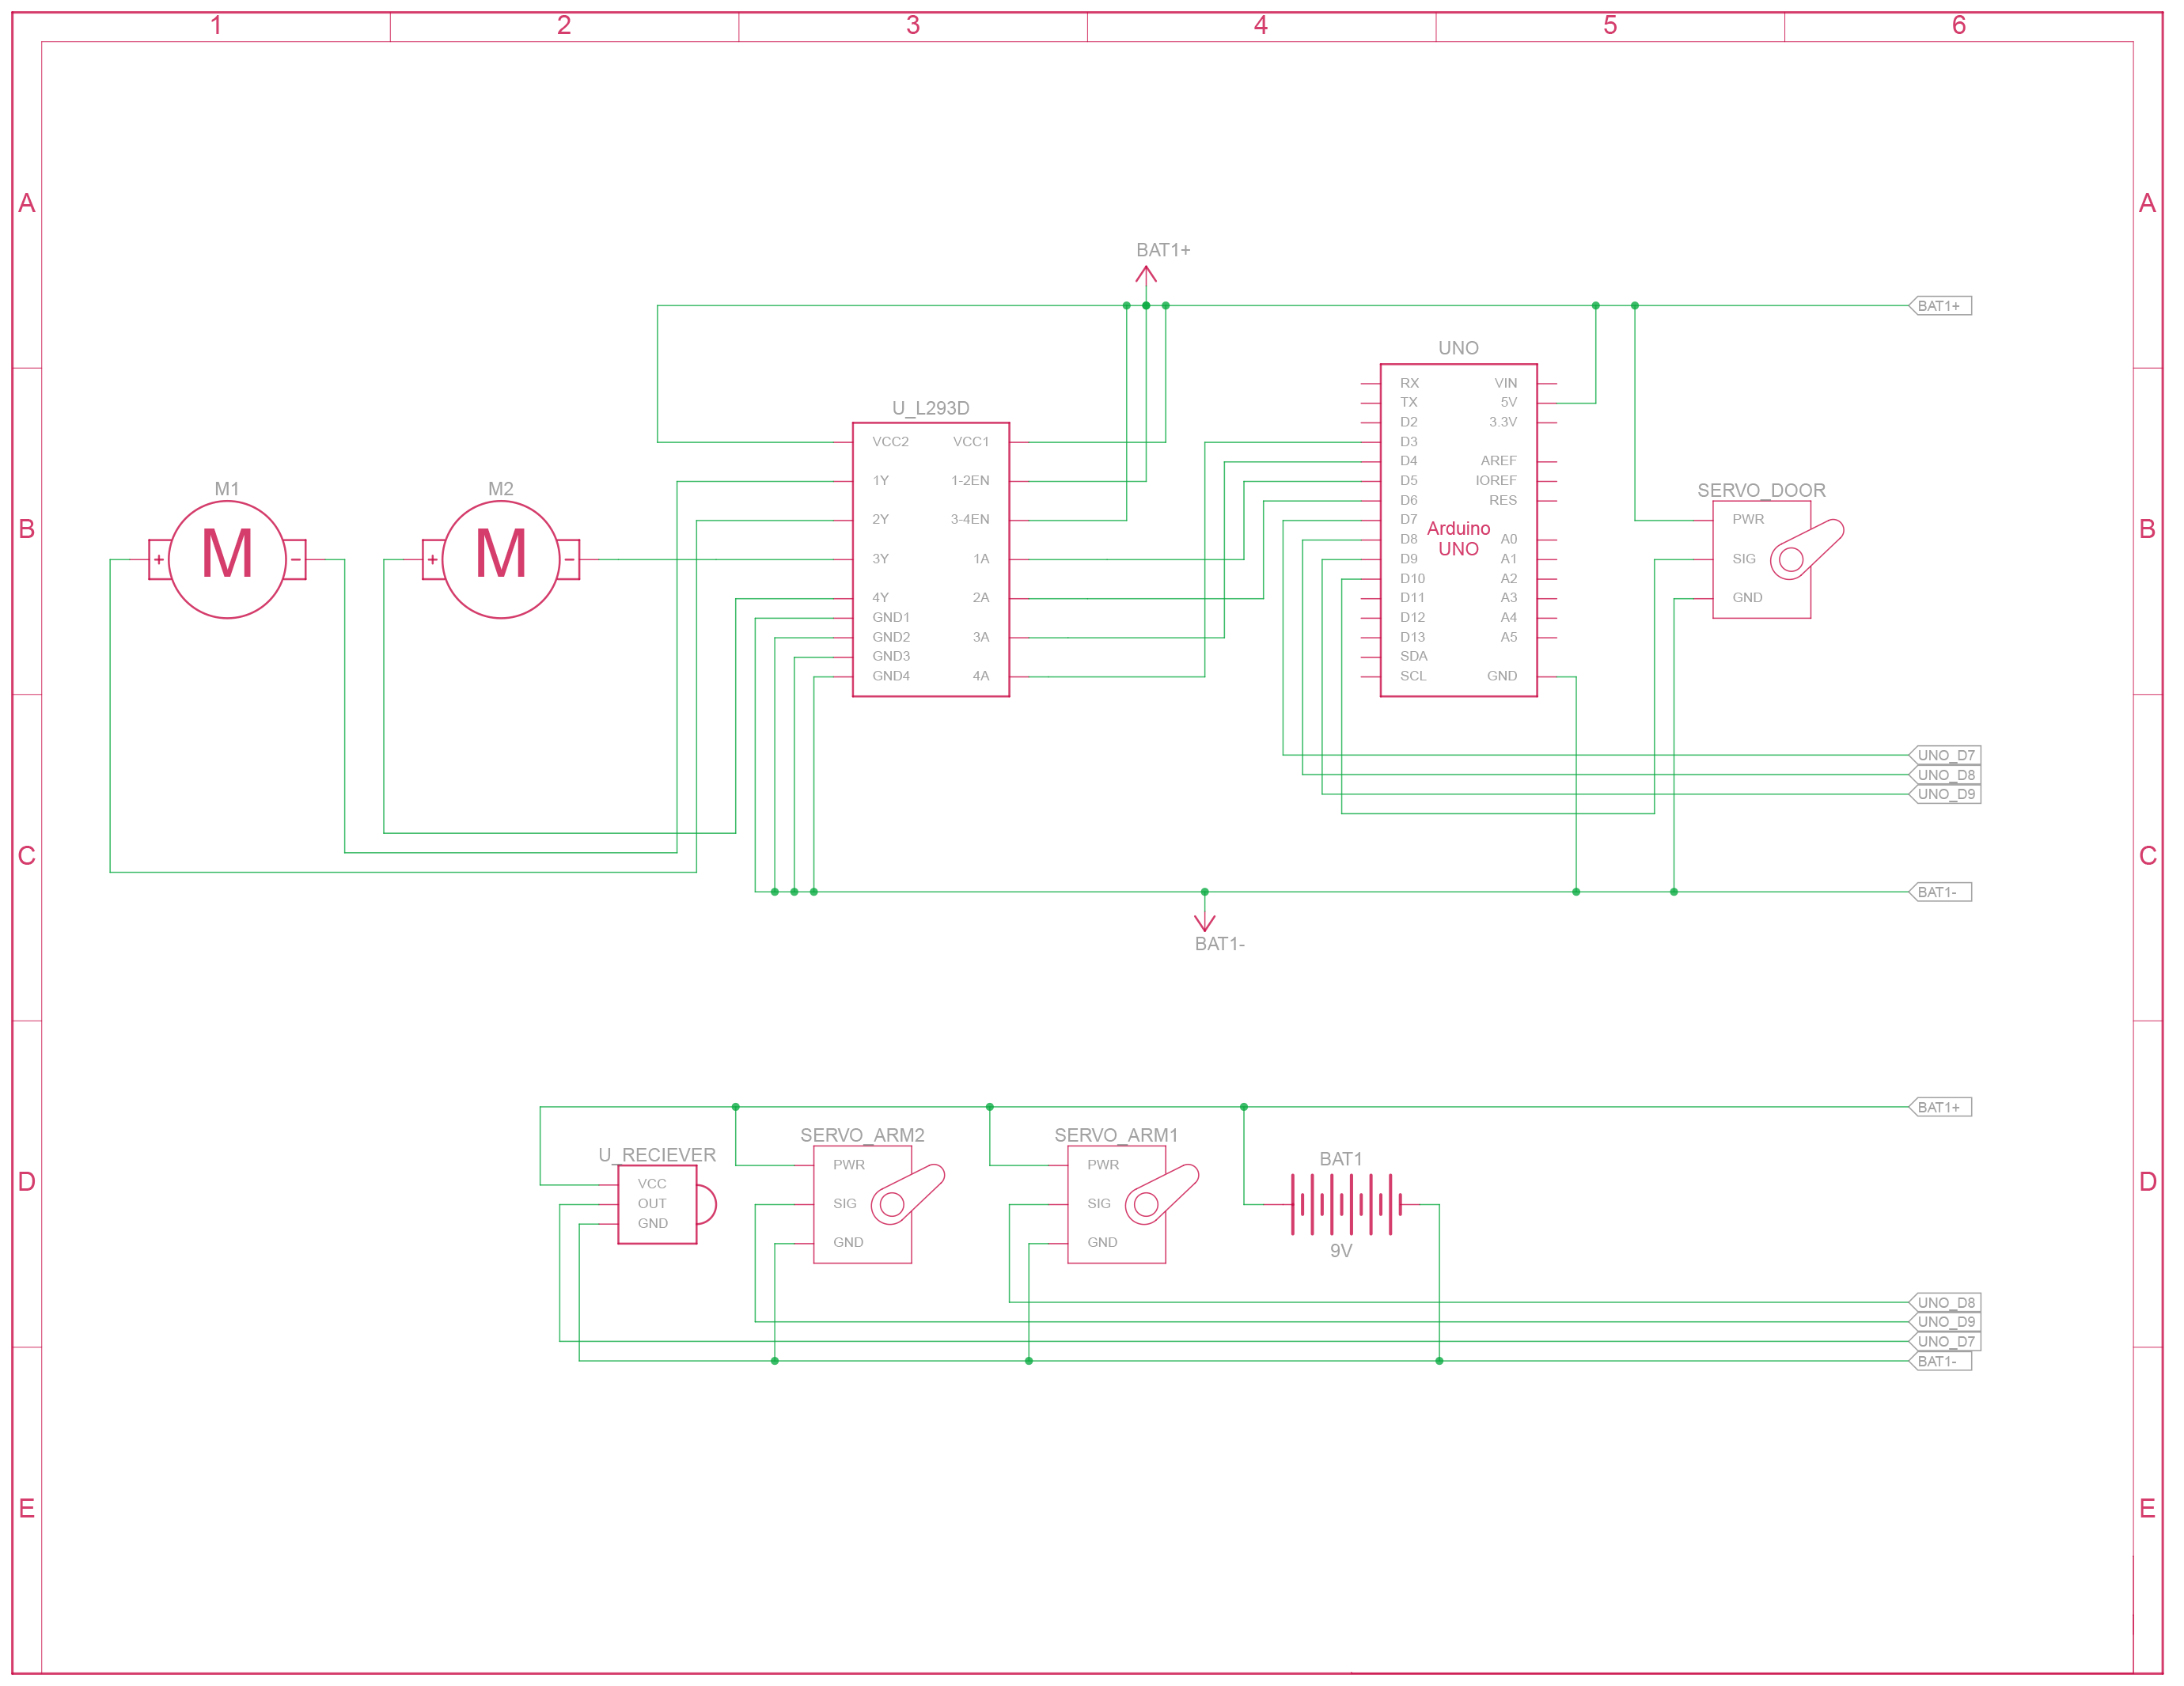 1 2 3 4 5 6
A A
BAT1+
BAT1+
UNO
RX VIN
TX 5V
D2 3.3V
D3
D4 AREF
D5 IOREF
D6 RES
D7
Arduino
UNO
D8 A0
D9 A1
D10 A2
D11 A3
D12 A4
D13 A5
SDA
SCL GND
U_L293D
VCC2 VCC1
1Y 1-2EN
2Y 3-4EN
3Y 1A
4Y 2A
GND1
GND2 3A
GND3
GND4 4A
M1
M
+ -
M2
M
+ -
SERVO_DOOR
PWR
SIG
GND
B B
UNO_D7
UNO_D8
UNO_D9
C C
BAT1-
BAT1-
BAT1+
U_RECIEVER
VCC
OUT
GND
SERVO_ARM2
PWR
SIG
GND
SERVO_ARM1
PWR
SIG
GND
BAT1
9V
D D
UNO_D8
UNO_D9
UNO_D7
BAT1-
E E